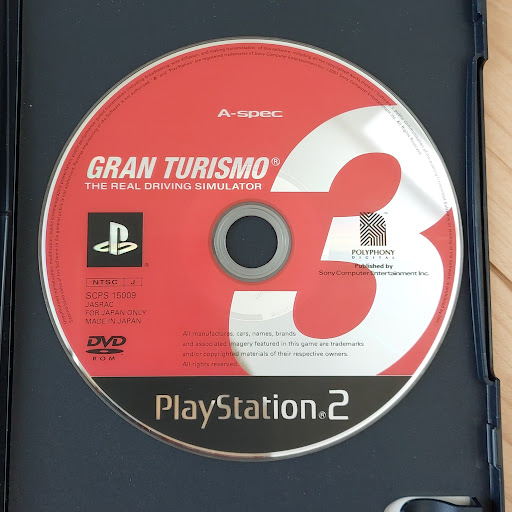 A-spec
GRAN TURISMO®
THE REAL DRIVING SIMULATOR
3
POLYPHONY
DIGITAL
Published by
Sony Computer Entertainment Inc.
NTSC J
SCPS 15009
JASRAC
FOR JAPAN ONLY
MADE IN JAPAN
DVD
ROM
All manufactures, cars, names, brands
and associated imagery featured in this game are trademarks
and/or copyrighted materials of their respective owners.
All rights reserved.
PlayStation®2